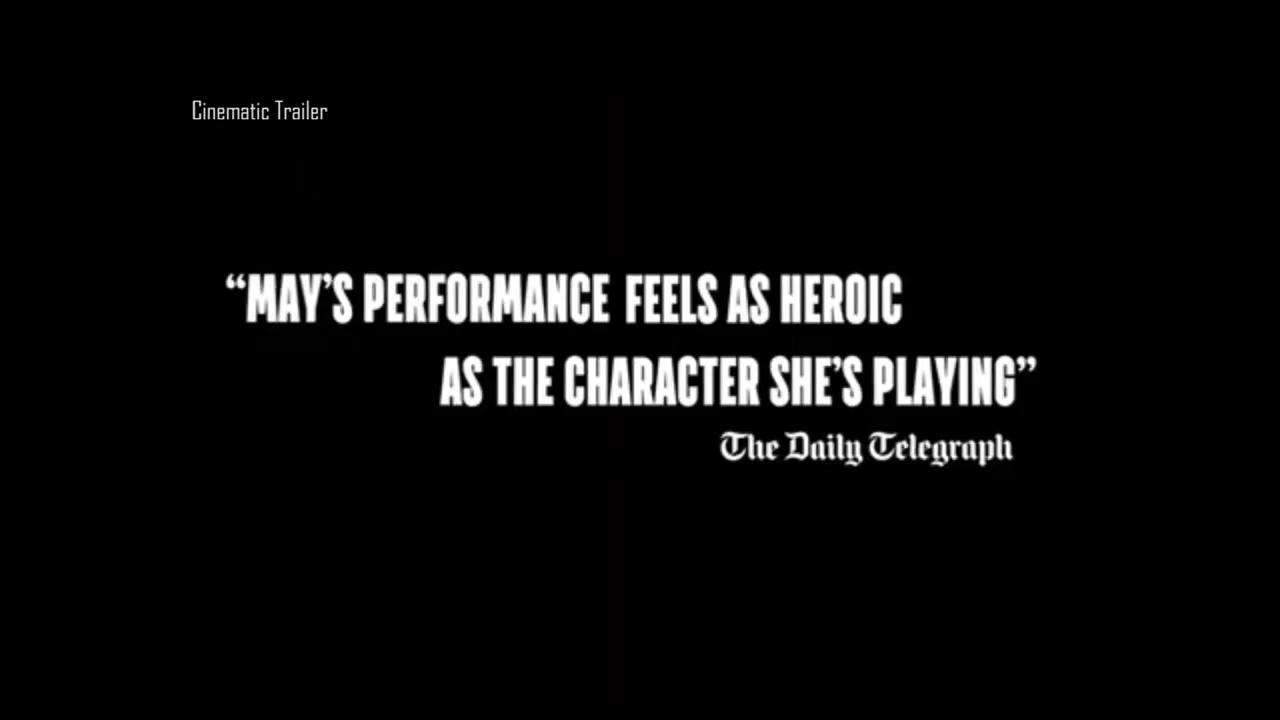 Cinematic Trailer
“MAY’S PERFORMANCE FEELS AS HEROIC
AS THE CHARACTER SHE’S PLAYING”
The Daily Telegraph